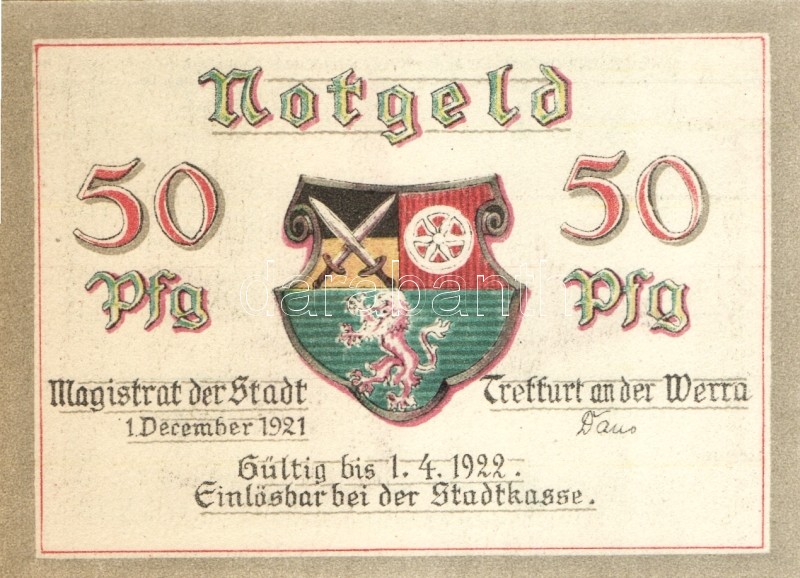 Notgeld
50 50
Pfg Pfg
darabanth
Magistrat der Stadt Treffurt an der Werra
1. December 1921
Gültig bis 1. 4. 1922.
Einlösbar bei der Stadtkasse.